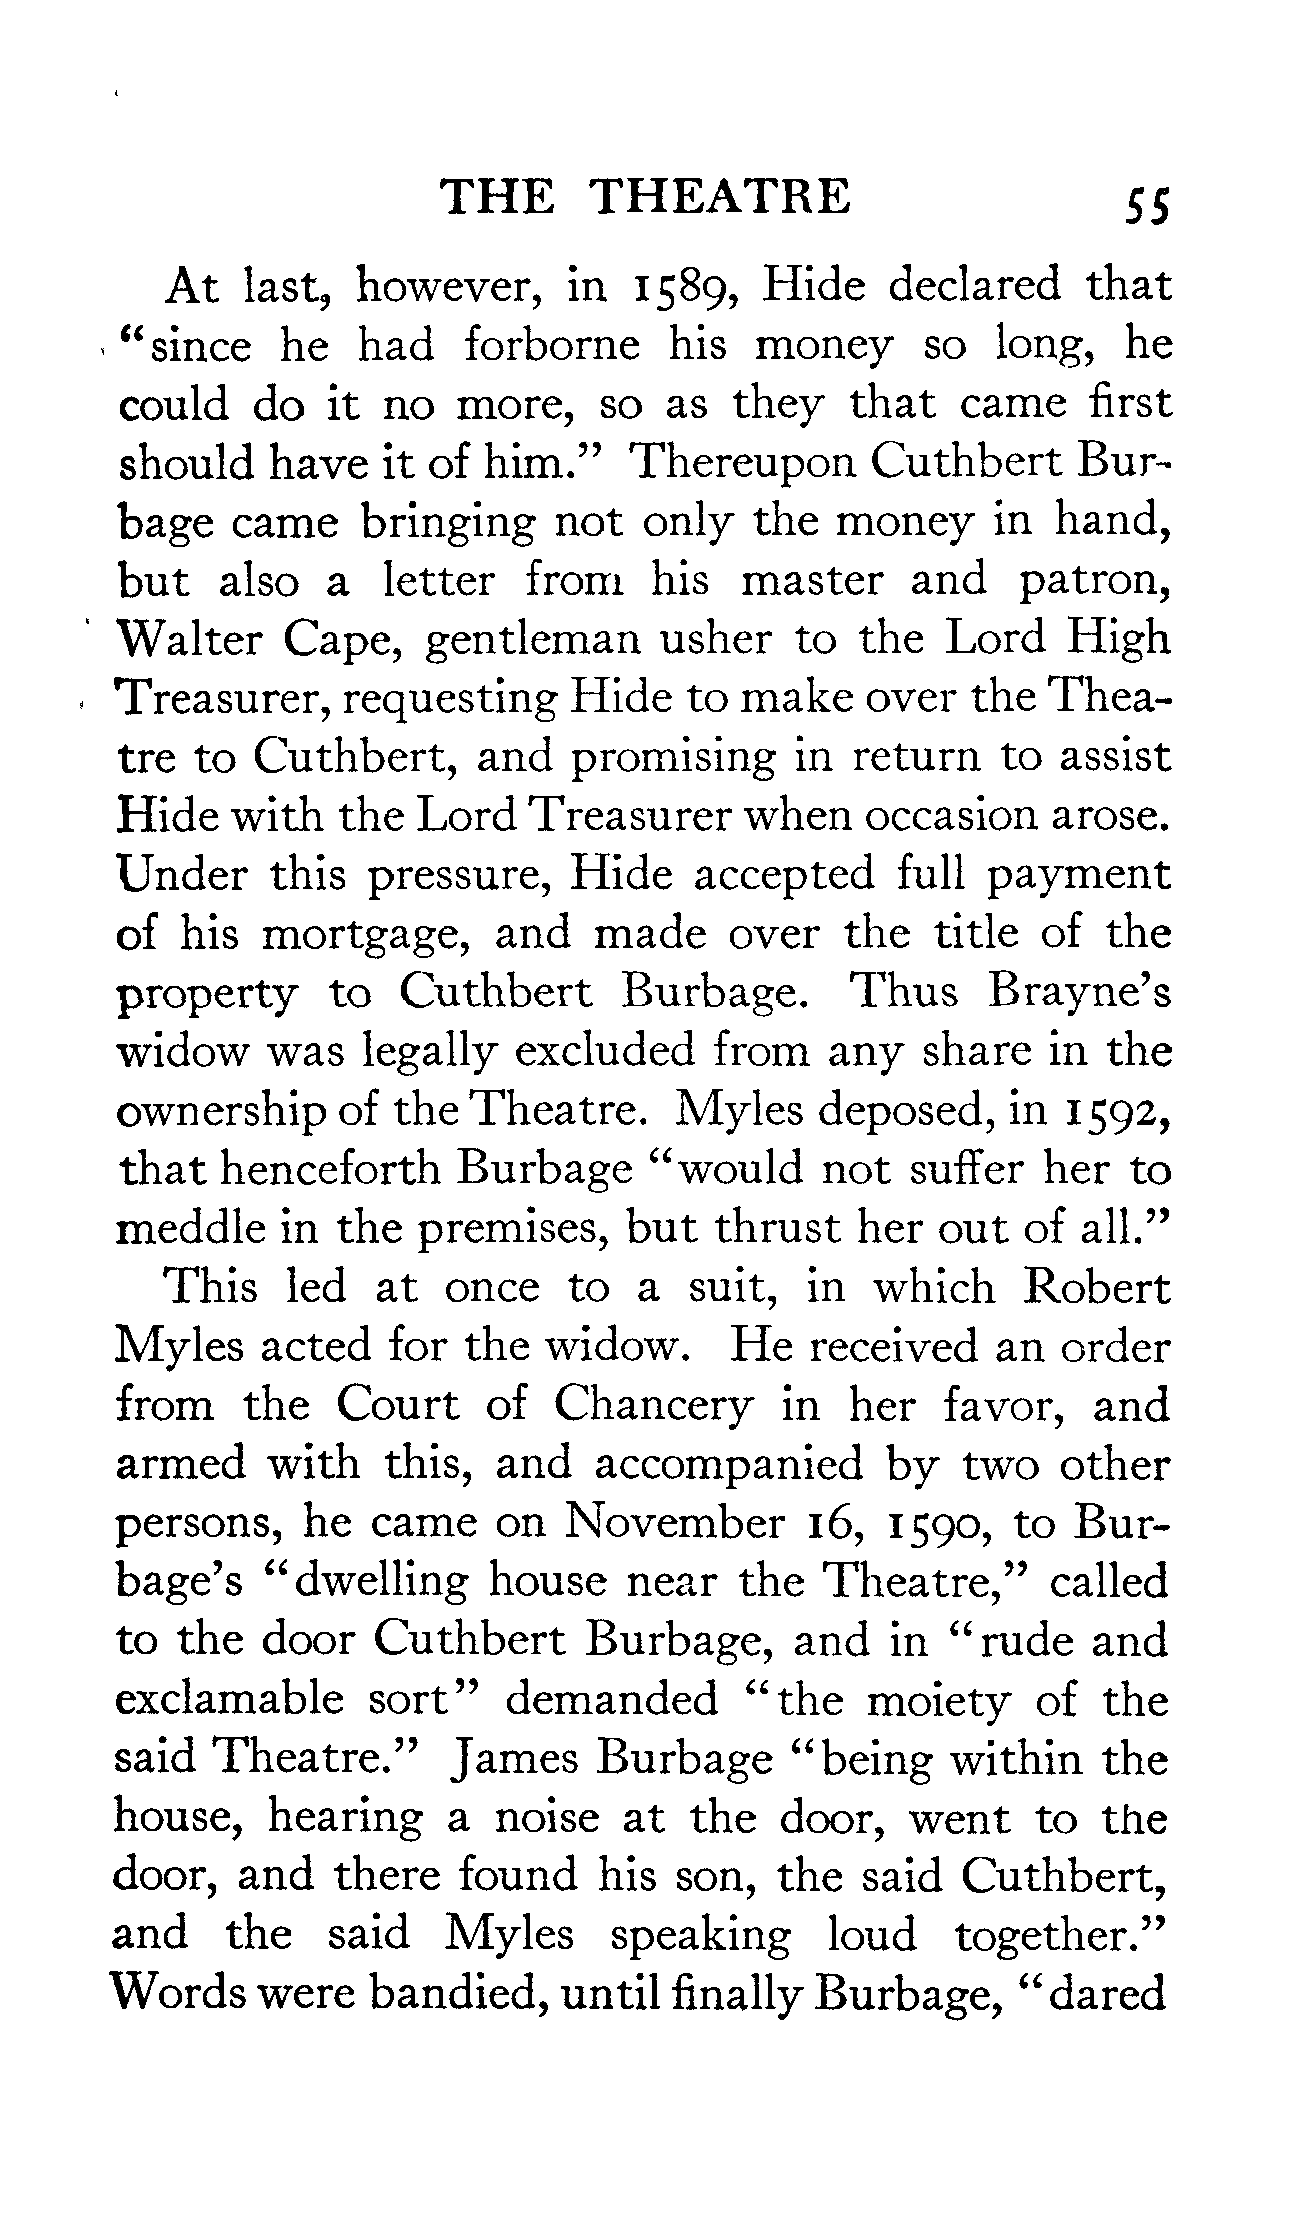 THE THEATRE 55
At last, however, in 1589, Hide declared that
“since he had forborne his money so long, he
could do it no more, so as they that came first
should have it of him.” Thereupon Cuthbert Bur-
bage came bringing not only the money in hand,
but also a letter from his master and patron,
Walter Cape, gentleman usher to the Lord High
Treasurer, requesting Hide to make over the Thea-
tre to Cuthbert, and promising in return to assist
Hide with the Lord Treasurer when occasion arose.
Under this pressure, Hide accepted full payment
of his mortgage, and made over the title of the
property to Cuthbert Burbage. Thus Brayne’s
widow was legally excluded from any share in the
ownership of the Theatre. Myles deposed, in 1592,
that henceforth Burbage “would not suffer her to
meddle in the premises, but thrust her out of all.”
This led at once to a suit, in which Robert
Myles acted for the widow. He received an order
from the Court of Chancery in her favor, and
armed with this, and accompanied by two other
persons, he came on November 16, 1590, to Bur-
bage’s “dwelling house near the Theatre,” called
to the door Cuthbert Burbage, and in “rude and
exclamable sort” demanded “the moiety of the
said Theatre.” James Burbage “being within the
house, hearing a noise at the door, went to the
door, and there found his son, the said Cuthbert,
and the said Myles speaking loud together.”
Words were bandied, until finally Burbage, “dared